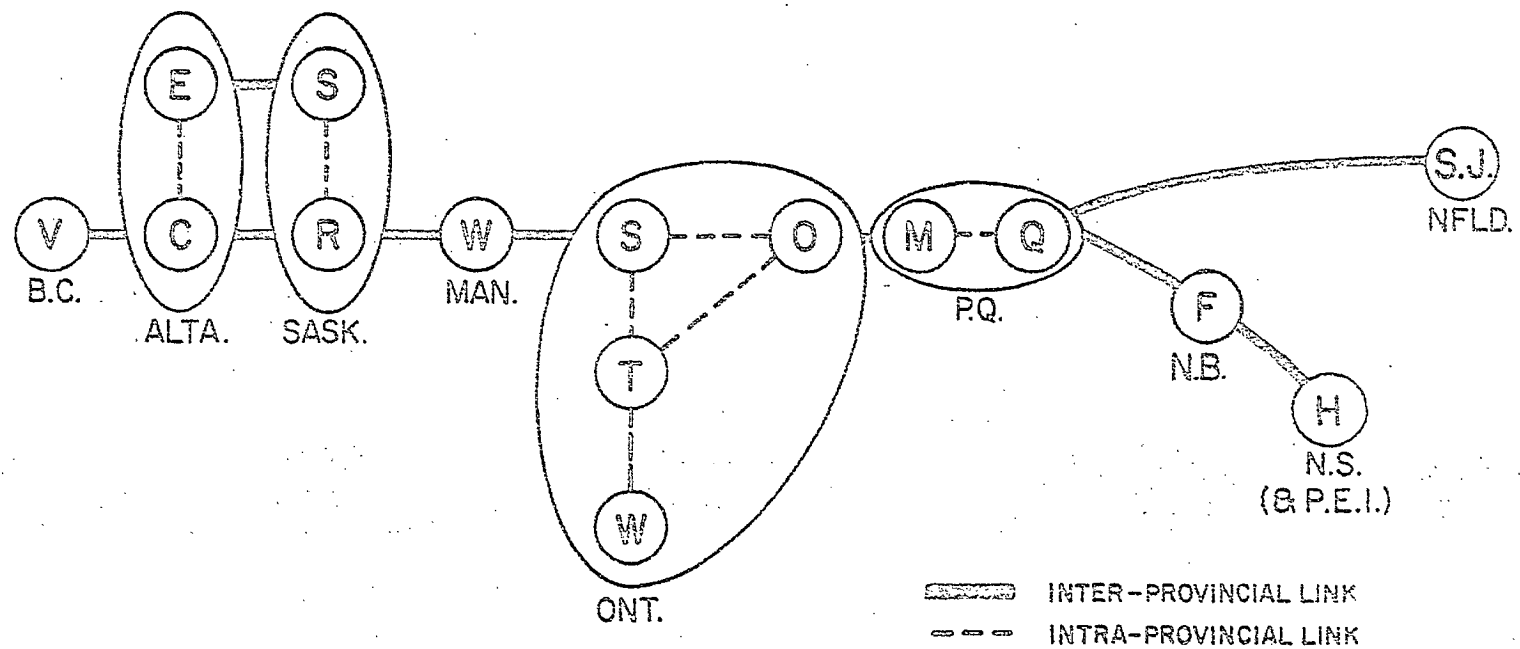 E S
S.J.
NFLD.
V C R W S O M Q
B.C.
MAN.
P.Q.
F
N.B.
ALTA. SASK.
T
H
N.S.
(& P.E.I.)
W
ONT.
INTER-PROVINCIAL LINK
INTRA-PROVINCIAL LINK